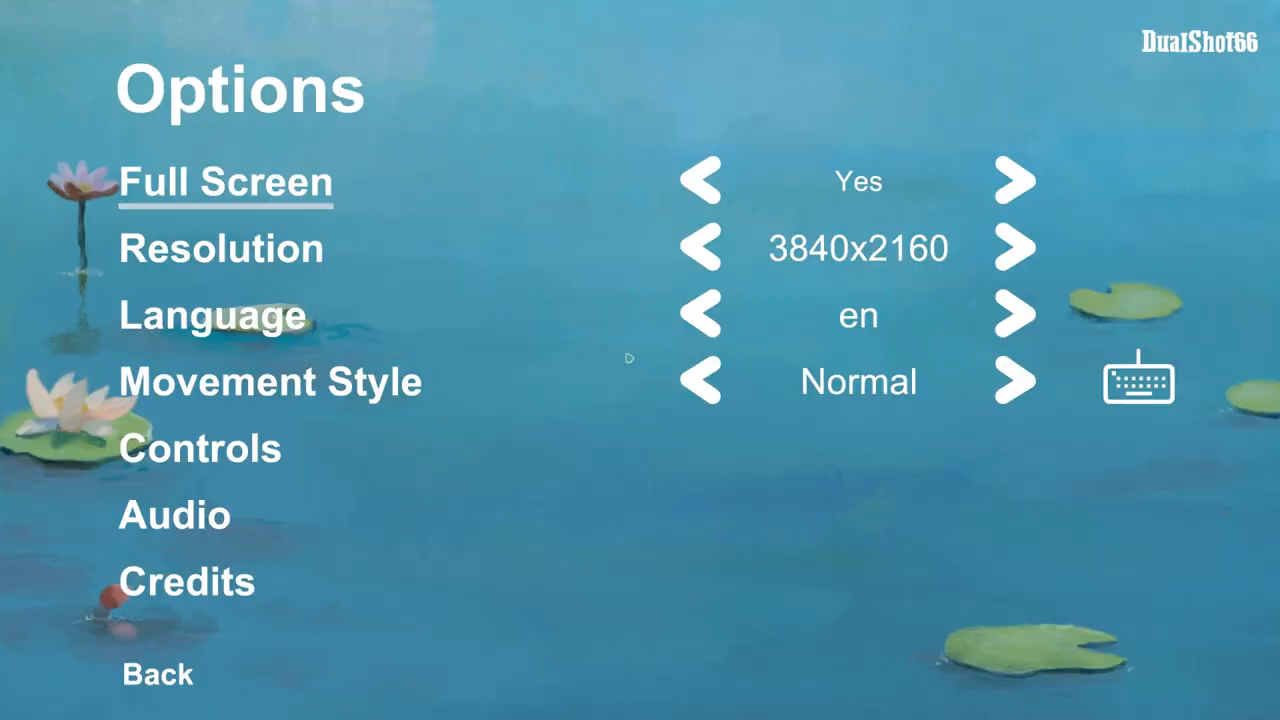 DualShot66
Options
Full Screen Yes
Resolution 3840x2160
Language en
Movement Style Normal
Controls
Audio
Credits
Back